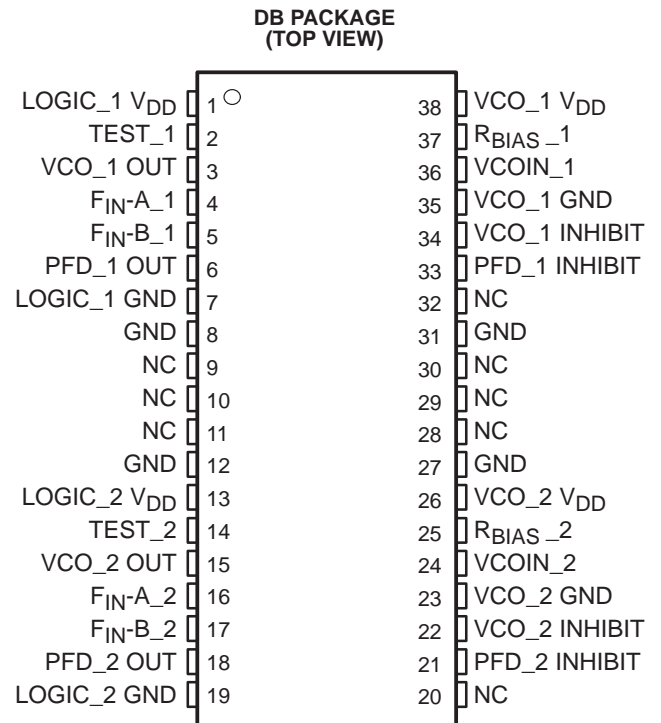 DB PACKAGE
(TOP VIEW)
LOGIC_1 VDD 1 38 VCO_1 VDD
TEST_1 2 37 RBIAS _1
VCO_1 OUT 3 36 VCOIN_1
FIN-A_1 4 35 VCO_1 GND
FIN-B_1 5 34 VCO_1 INHIBIT
PFD_1 OUT 6 33 PFD_1 INHIBIT
LOGIC_1 GND 7 32 NC
GND 8 31 GND
NC 9 30 NC
NC 10 29 NC
NC 11 28 NC
GND 12 27 GND
LOGIC_2 VDD 13 26 VCO_2 VDD
TEST_2 14 25 RBIAS _2
VCO_2 OUT 15 24 VCOIN_2
FIN-A_2 16 23 VCO_2 GND
FIN-B_2 17 22 VCO_2 INHIBIT
PFD_2 OUT 18 21 PFD_2 INHIBIT
LOGIC_2 GND 19 20 NC